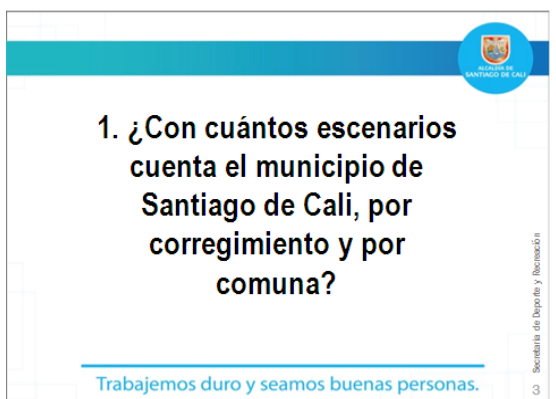 ALCALDÍA DE
SANTIAGO DE CALI
1. ¿Con cuántos escenarios
cuenta el municipio de
Santiago de Cali, por
corregimiento y por
comuna?
Secretaría de Deporte y Recreación
Trabajemos duro y seamos buenas personas.
3